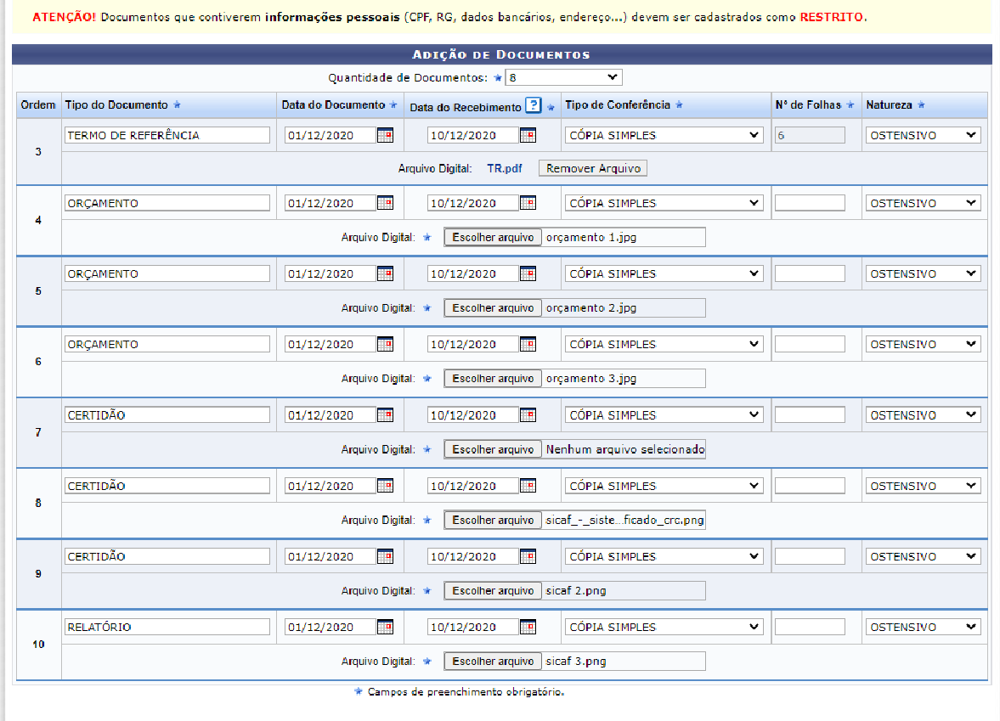 ATENÇÃO! Documentos que contiverem informações pessoais (CPF, RG, dados bancários, endereço...) devem ser cadastrados como RESTRITO.
ADIÇÃO DE DOCUMENTOS
Quantidade de Documentos: 8
Ordem Tipo do Documento Data do Documento Data do Recebimento ? Tipo de Conferência Nº de Folhas Natureza
3 TERMO DE REFERÊNCIA 01/12/2020 10/12/2020 CÓPIA SIMPLES 6 OSTENSIVO
Arquivo Digital: TR.pdf Remover Arquivo
4 ORÇAMENTO 01/12/2020 10/12/2020 CÓPIA SIMPLES OSTENSIVO
Arquivo Digital: Escolher arquivo orçamento 1.jpg
5 ORÇAMENTO 01/12/2020 10/12/2020 CÓPIA SIMPLES OSTENSIVO
Arquivo Digital: Escolher arquivo orçamento 2.jpg
6 ORÇAMENTO 01/12/2020 10/12/2020 CÓPIA SIMPLES OSTENSIVO
Arquivo Digital: Escolher arquivo orçamento 3.jpg
7 CERTIDÃO 01/12/2020 10/12/2020 CÓPIA SIMPLES OSTENSIVO
Arquivo Digital: Escolher arquivo Nenhum arquivo selecionado
8 CERTIDÃO 01/12/2020 10/12/2020 CÓPIA SIMPLES OSTENSIVO
Arquivo Digital: Escolher arquivo sicaf_-_siste...ficado_crc.png
9 CERTIDÃO 01/12/2020 10/12/2020 CÓPIA SIMPLES OSTENSIVO
Arquivo Digital: Escolher arquivo sicaf 2.png
10 RELATÓRIO 01/12/2020 10/12/2020 CÓPIA SIMPLES OSTENSIVO
Arquivo Digital: Escolher arquivo sicaf 3.png
Campos de preenchimento obrigatório.